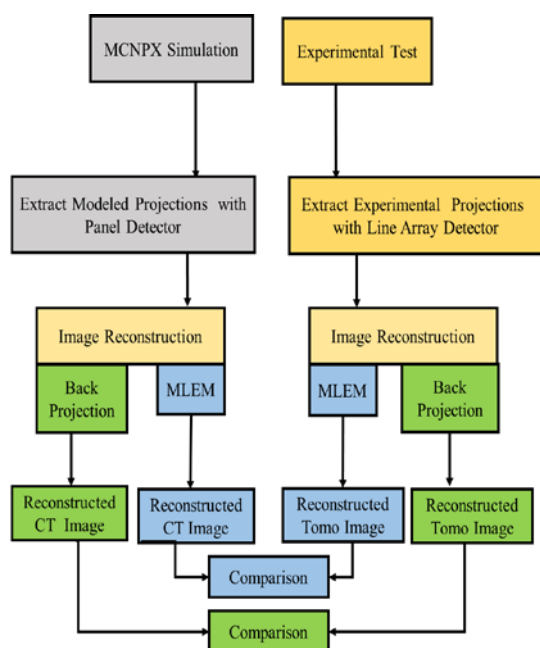 MCNPX Simulation
Experimental Test
Extract Modeled Projections with
Panel Detector
Extract Experimental Projections
with Line Array Detector
Image Reconstruction
Back
Projection
MLEM
Image Reconstruction
MLEM
Back
Projection
Reconstructed
CT Image
Reconstructed
CT Image
Reconstructed
Tomo Image
Reconstructed
Tomo Image
Comparison
Comparison